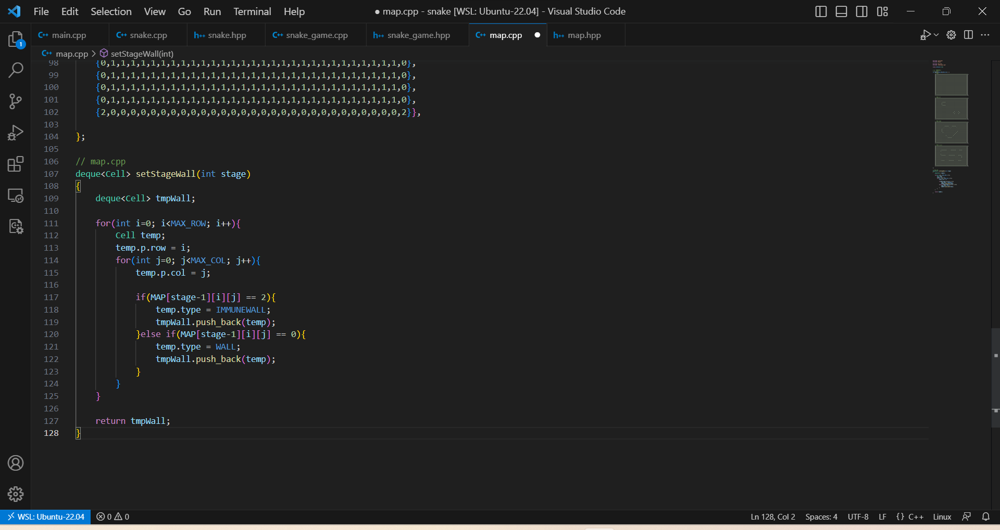 File Edit Selection View Go Run Terminal Help ● map.cpp - snake [WSL: Ubuntu-22.04] - Visual Studio Code
C++ main.cpp C++ snake.cpp h++ snake.hpp C++ snake_game.cpp h++ snake_game.hpp C++ map.cpp ● h++ map.hpp
1
C++ map.cpp > setStageWall(int)
98 {0,1,1,1,1,1,1,1,1,1,1,1,1,1,1,1,1,1,1,1,1,1,1,1,1,1,1,1,1,1,0},
99 {0,1,1,1,1,1,1,1,1,1,1,1,1,1,1,1,1,1,1,1,1,1,1,1,1,1,1,1,1,1,0},
100 {0,1,1,1,1,1,1,1,1,1,1,1,1,1,1,1,1,1,1,1,1,1,1,1,1,1,1,1,1,1,0},
101 {0,1,1,1,1,1,1,1,1,1,1,1,1,1,1,1,1,1,1,1,1,1,1,1,1,1,1,1,1,1,0},
102 {2,0,0,0,0,0,0,0,0,0,0,0,0,0,0,0,0,0,0,0,0,0,0,0,0,0,0,0,0,0,2}},
103
104 };
105
106 // map.cpp
107 deque<Cell> setStageWall(int stage)
108 {
109 deque<Cell> tmpWall;
110
111 for(int i=0; i<MAX_ROW; i++){
112 Cell temp;
113 temp.p.row = i;
114 for(int j=0; j<MAX_COL; j++){
115 temp.p.col = j;
116
117 if(MAP[stage-1][i][j] == 2){
118 temp.type = IMMUNEWALL;
119 tmpWall.push_back(temp);
120 }else if(MAP[stage-1][i][j] == 0){
121 temp.type = WALL;
122 tmpWall.push_back(temp);
123 }
124 }
125 }
126
127 return tmpWall;
128 }
WSL: Ubuntu-22.04 0 0 Ln 128, Col 2 Spaces: 4 UTF-8 LF {} C++ Linux